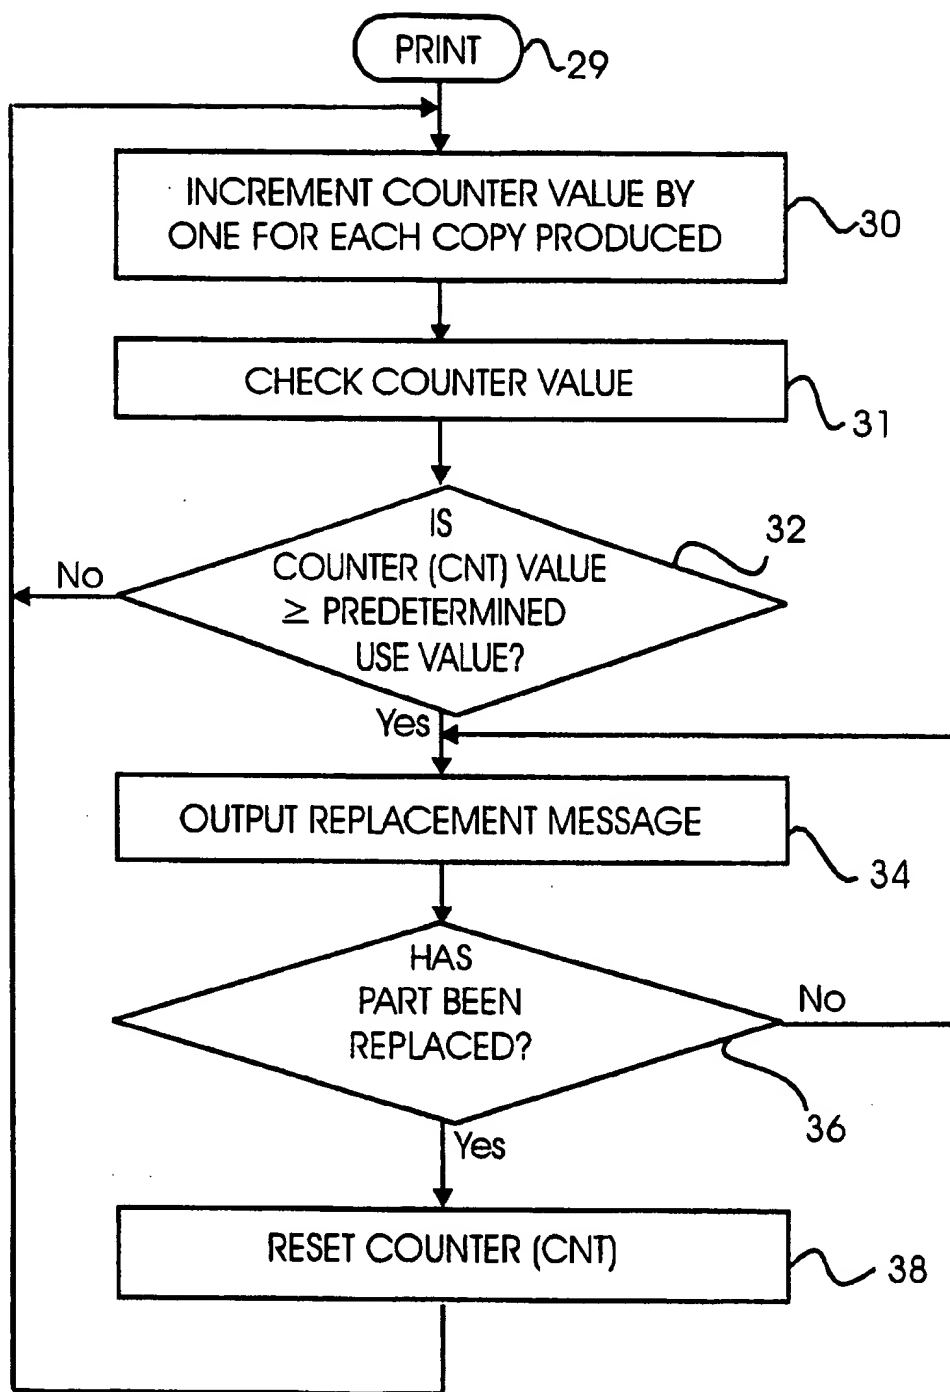 PRINT
29
INCREMENT COUNTER VALUE BY
ONE FOR EACH COPY PRODUCED
30
CHECK COUNTER VALUE
31
IS
COUNTER (CNT) VALUE
≥ PREDETERMINED
USE VALUE?
32
No
Yes
OUTPUT REPLACEMENT MESSAGE
34
HAS
PART BEEN
REPLACED?
No
36
Yes
RESET COUNTER (CNT)
38